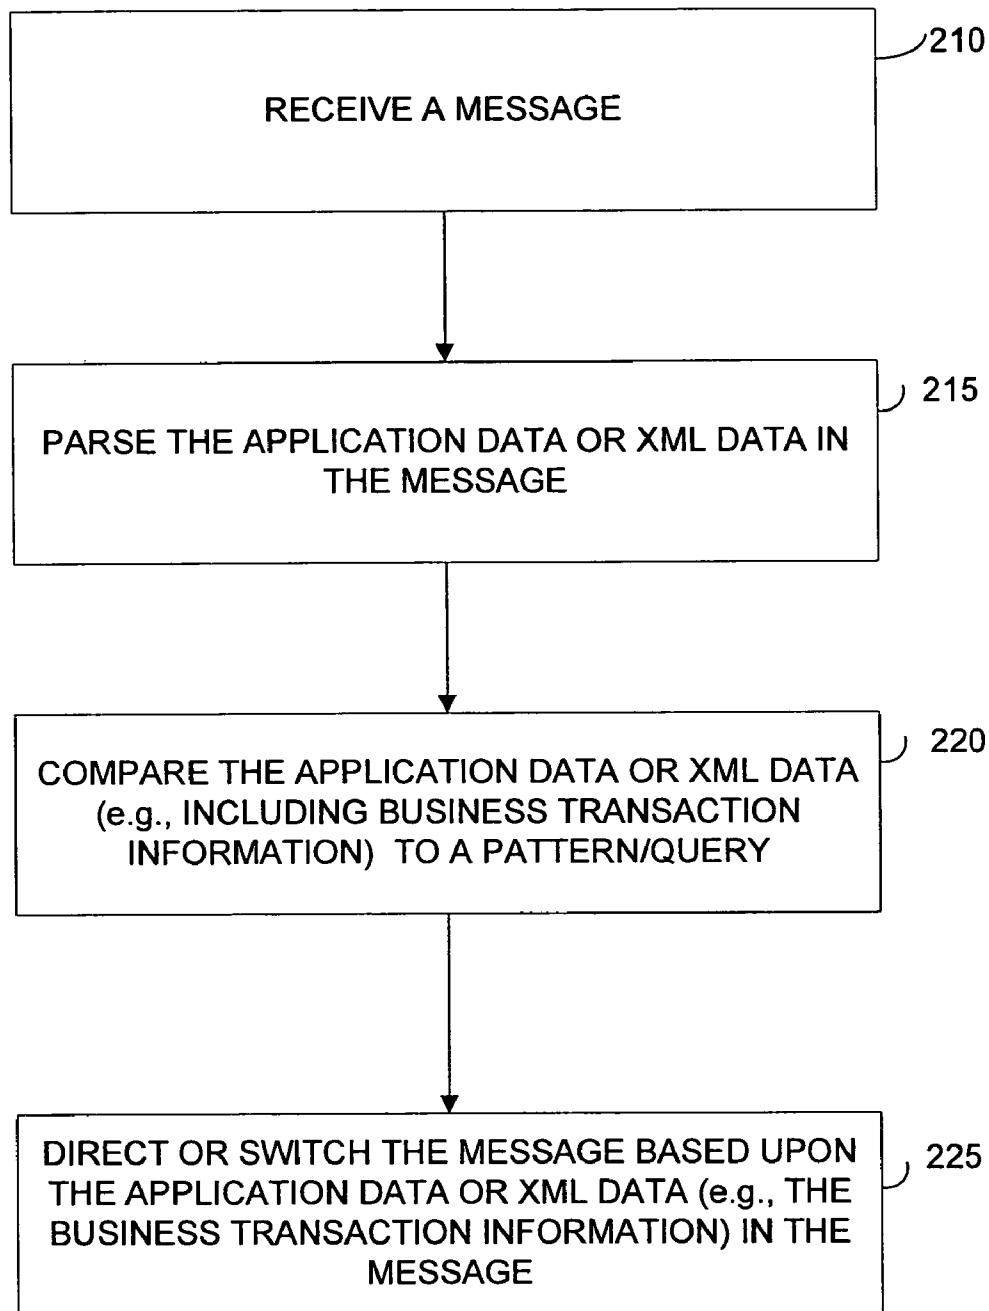 210
RECEIVE A MESSAGE
215
PARSE THE APPLICATION DATA OR XML DATA IN
THE MESSAGE
220
COMPARE THE APPLICATION DATA OR XML DATA
(e.g., INCLUDING BUSINESS TRANSACTION
INFORMATION) TO A PATTERN/QUERY
225
DIRECT OR SWITCH THE MESSAGE BASED UPON
THE APPLICATION DATA OR XML DATA (e.g., THE
BUSINESS TRANSACTION INFORMATION) IN THE
MESSAGE